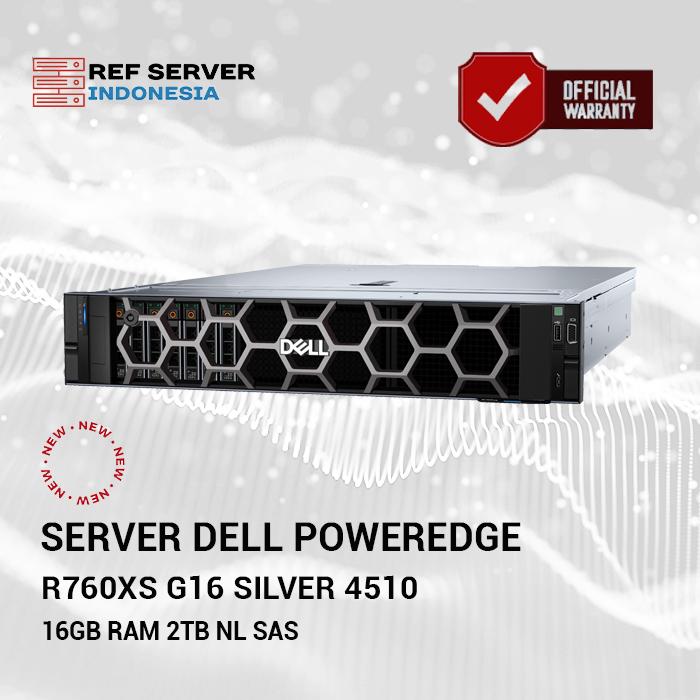 REF SERVER
INDONESIA
OFFICIAL
WARRANTY
DELL
NEW · NEW · NEW · NEW · NEW ·
SERVER DELL POWEREDGE
R760XS G16 SILVER 4510
16GB RAM 2TB NL SAS